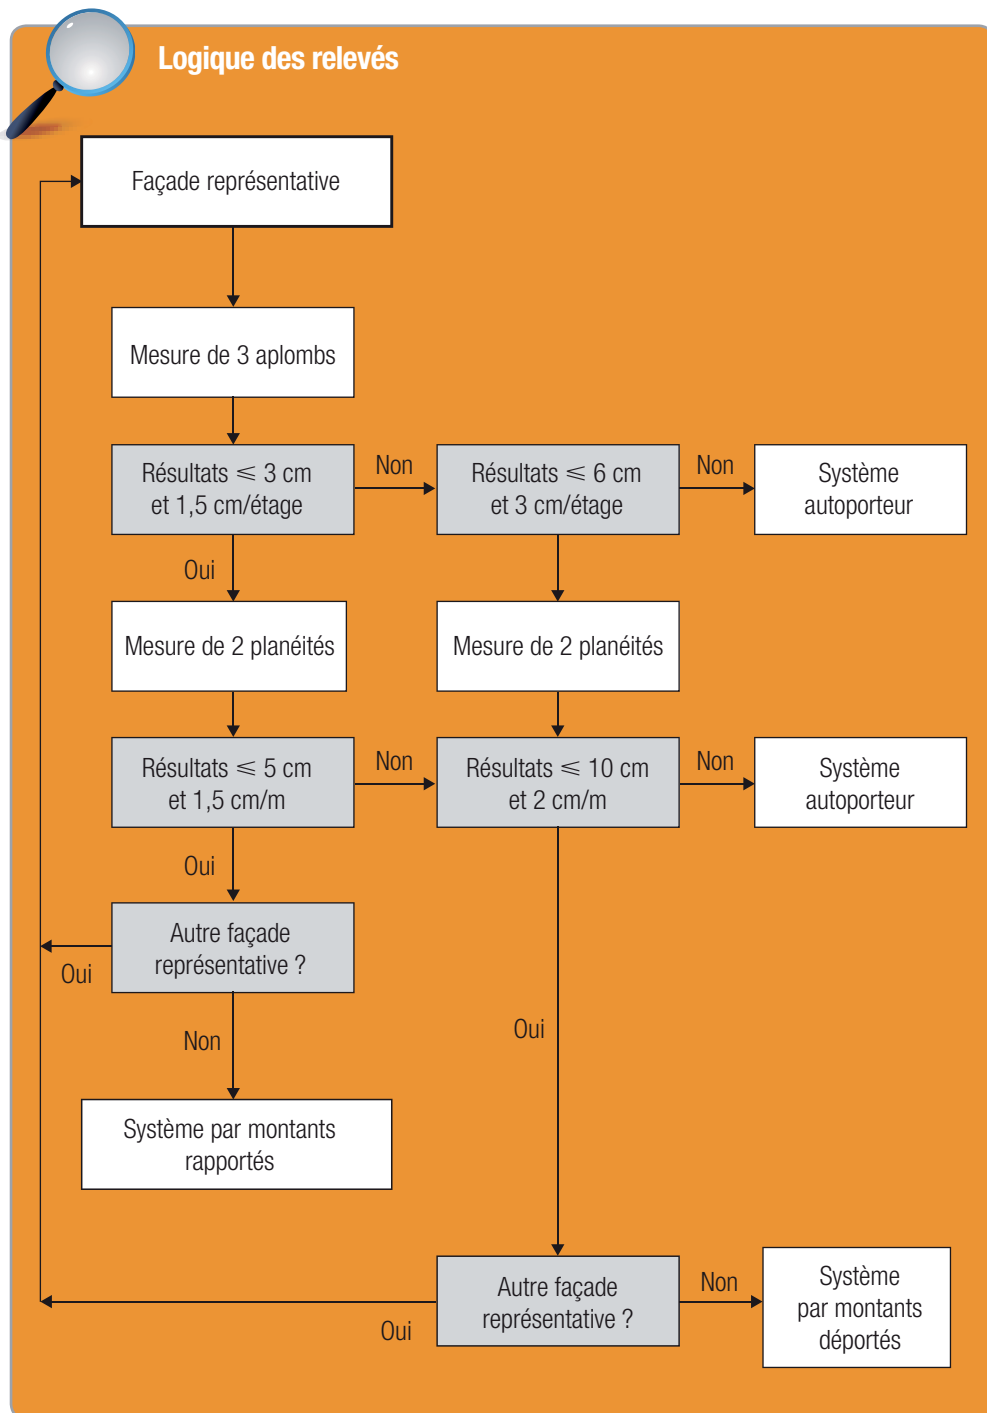 Logique des relevés
Façade représentative
Mesure de 3 aplombs
Résultats ⩽ 3 cm
et 1,5 cm/étage
Non
Résultats ⩽ 6 cm
et 3 cm/étage
Non
Système
autoporteur
Oui
Mesure de 2 planéités
Mesure de 2 planéités
Résultats ⩽ 5 cm
et 1,5 cm/m
Non
Résultats ⩽ 10 cm
et 2 cm/m
Non
Système
autoporteur
Oui
Autre façade
représentative ?
Oui
Non
Oui
Système par montants
rapportés
Autre façade
représentative ?
Non
Système
par montants
déportés
Oui